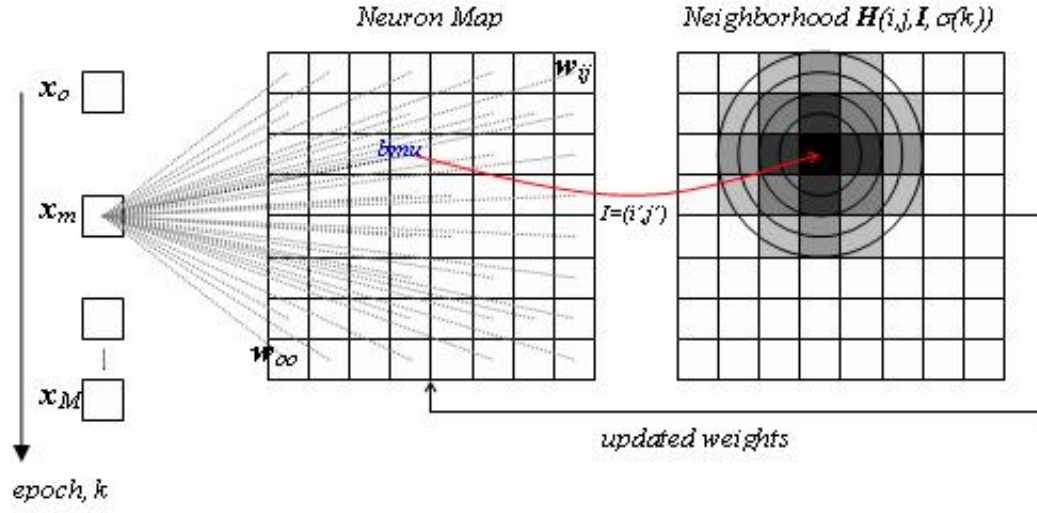 Neuron Map
Neighborhood H(i,j,I, σ(k))
x_o
w_ij
bmu
x_m
I=(i',j')
w_oo
x_M
updated weights
epoch, k